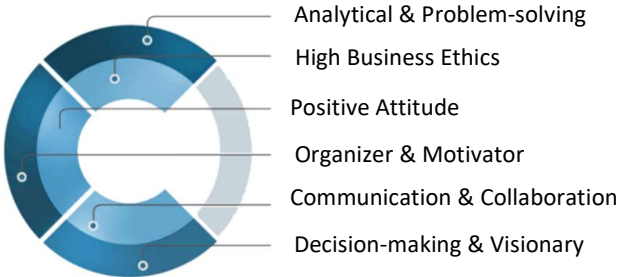 Analytical & Problem-solving
High Business Ethics
Positive Attitude
Organizer & Motivator
Communication & Collaboration
Decision-making & Visionary